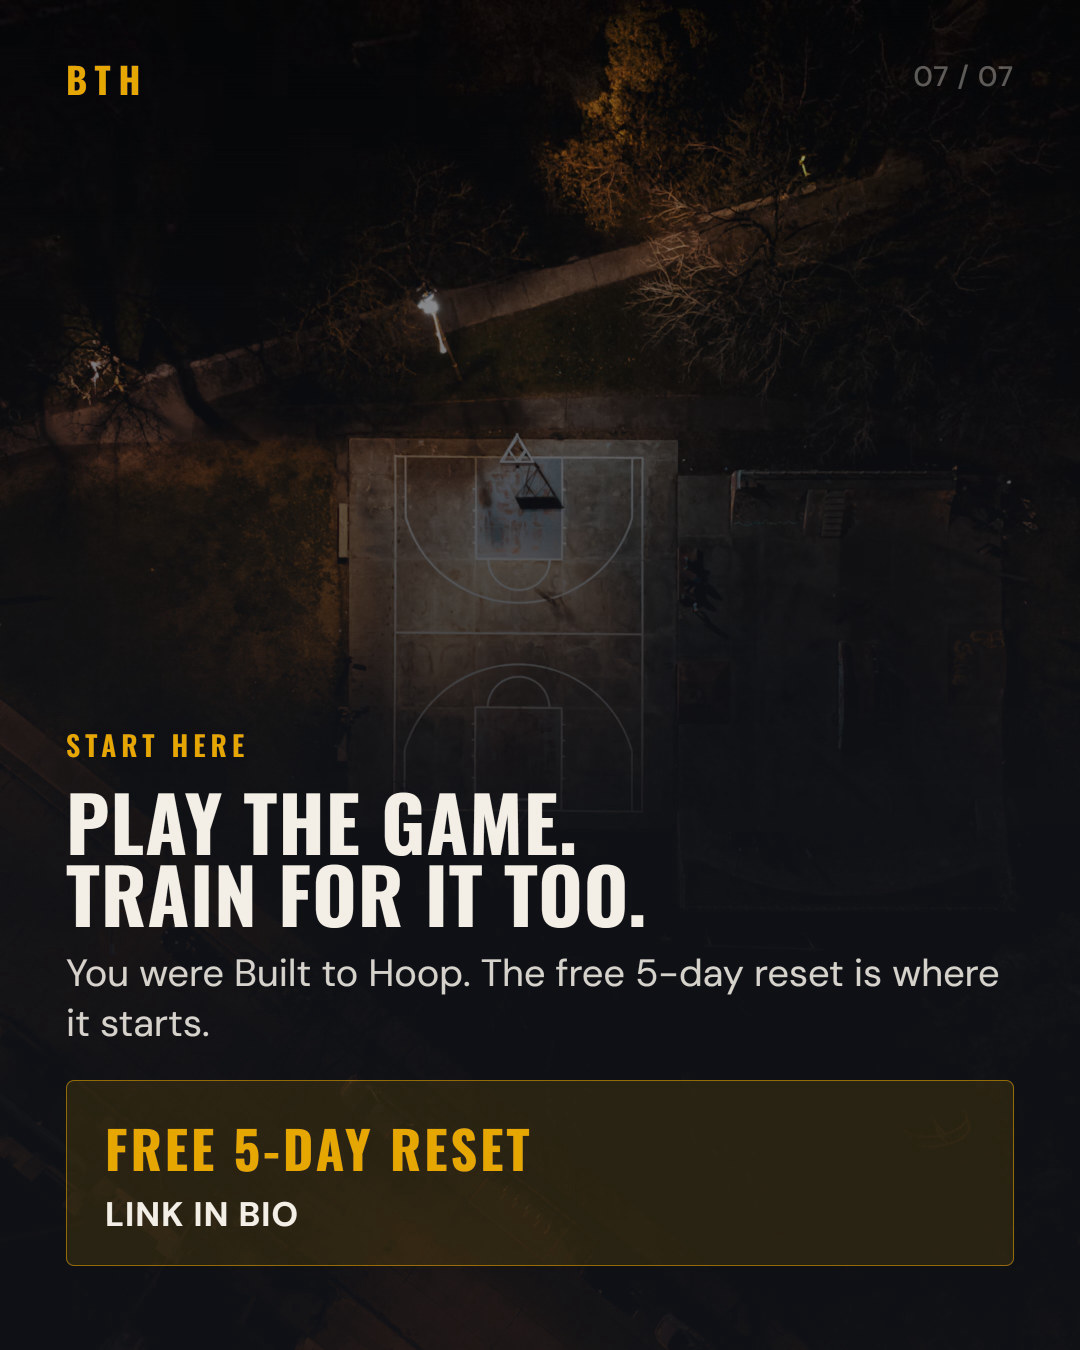 BTH
07 / 07
START HERE
PLAY THE GAME.
TRAIN FOR IT TOO.
You were Built to Hoop. The free 5-day reset is where
it starts.
FREE 5-DAY RESET
LINK IN BIO